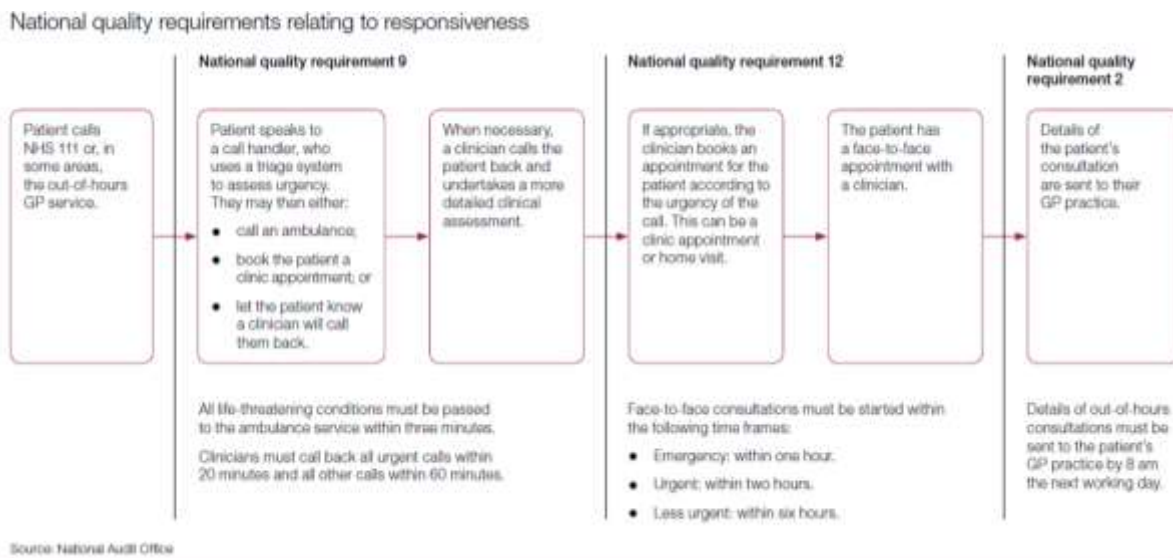 National quality requirements relating to responsiveness
National quality requirement 9
National quality requirement 12
National quality
requirement 2
Patient calls
NHS 111 or, in
some areas,
the out-of-hours
GP service.
Patient speaks to
a call handler, who
uses a triage system
to assess urgency.
They may then either:
● call an ambulance;
● book the patient a
clinic appointment; or
● let the patient know
a clinician will call
them back.
When necessary,
a clinician calls the
patient back and
undertakes a more
detailed clinical
assessment.
If appropriate, the
clinician books an
appointment for the
patient according to
the urgency of the
call. This can be a
clinic appointment
or home visit.
The patient has
a face-to-face
appointment with
a clinician.
Details of
the patient's
consultation
are sent to their
GP practice.
All life-threatening conditions must be passed
to the ambulance service within three minutes.
Clinicians must call back all urgent calls within
20 minutes and all other calls within 60 minutes.
Face-to-face consultations must be started within
the following time frames:
● Emergency: within one hour.
● Urgent: within two hours.
● Less urgent: within six hours.
Details of out-of-hours
consultations must be
sent to the patient's
GP practice by 8 am
the next working day.
Source: National Audit Office